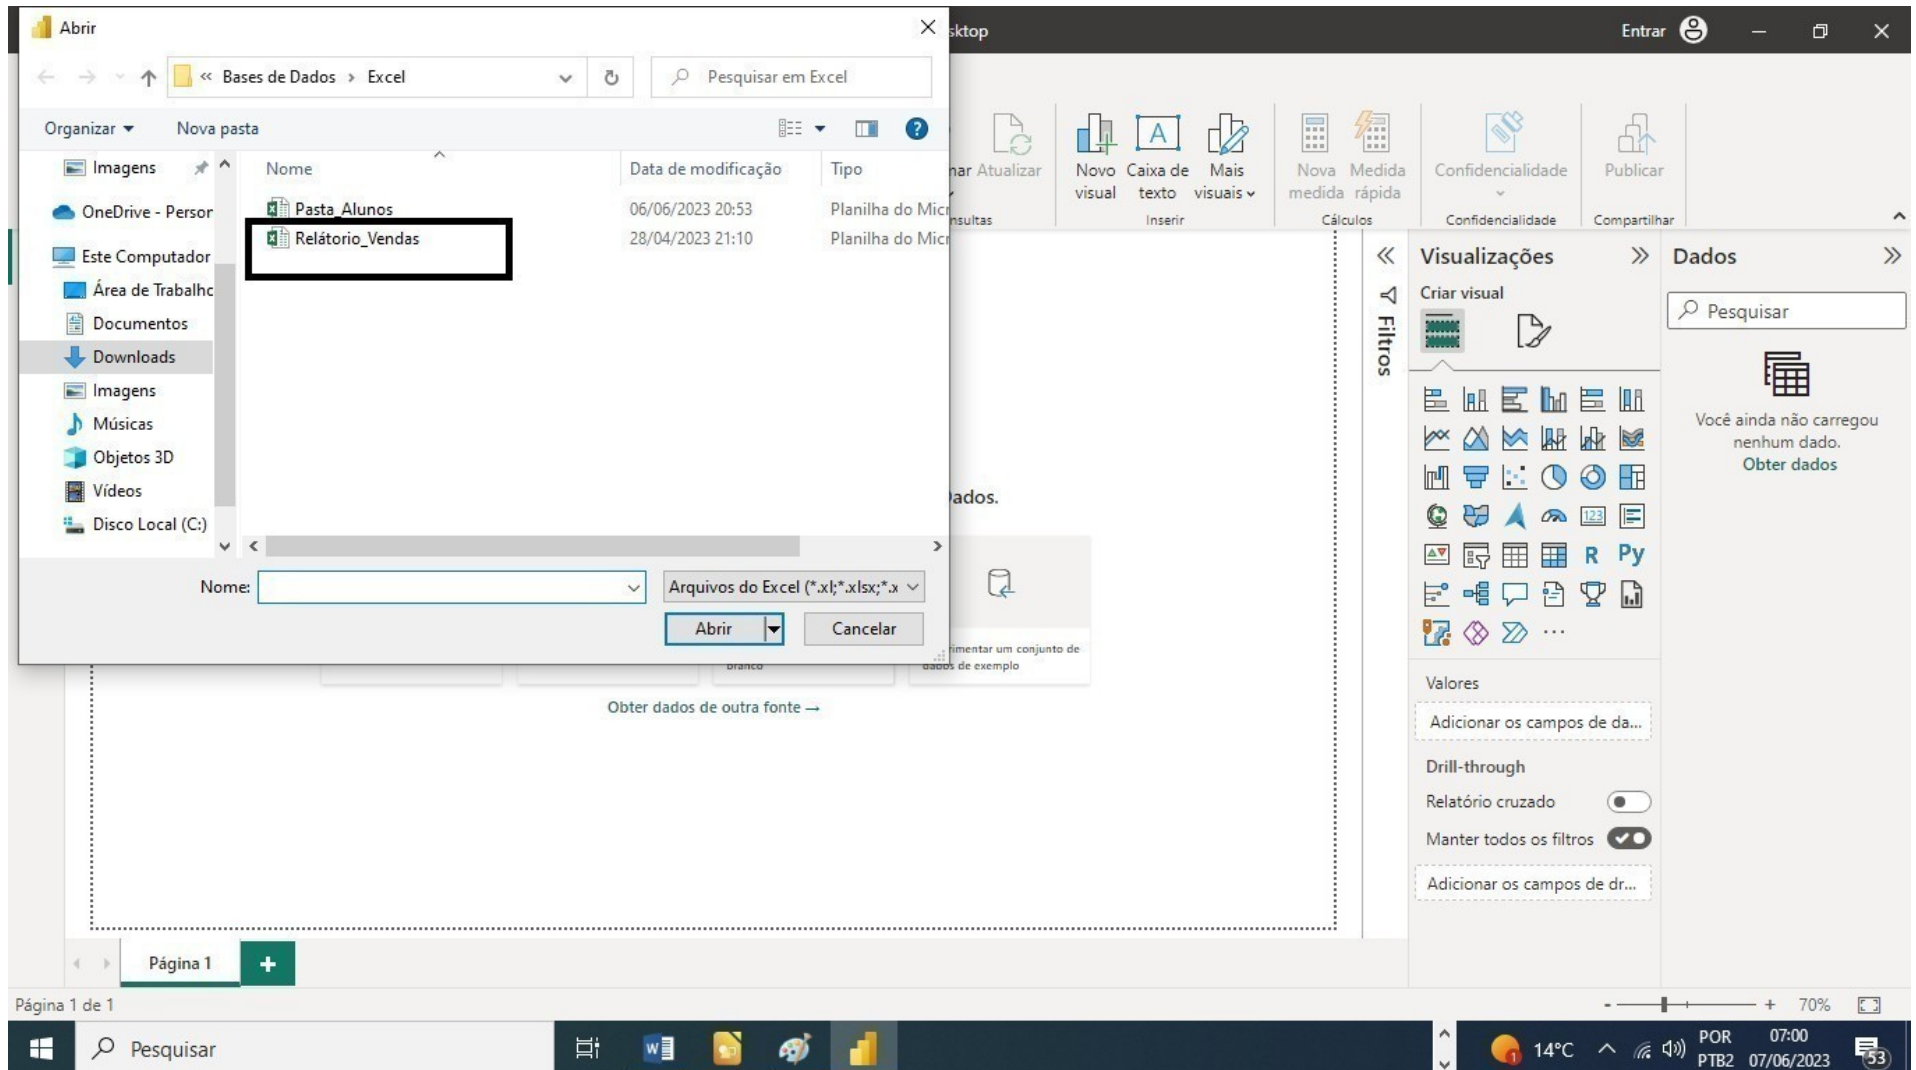 Abrir
sktop
Entrar
« Bases de Dados › Excel
Pesquisar em Excel
Organizar
Nova pasta
Nome
Data de modificação
Tipo
Pasta_Alunos
06/06/2023 20:53
Planilha do Micr
Relátorio_Vendas
28/04/2023 21:10
Planilha do Micr
Imagens
OneDrive - Persor
Este Computador
Área de Trabalhc
Documentos
Downloads
Imagens
Músicas
Objetos 3D
Vídeos
Disco Local (C:)
Nome:
Arquivos do Excel (*.xl;*.xlsx;*.x
Abrir
Cancelar
nar
Atualizar
nsultas
Novo
visual
Caixa de
texto
Mais
visuais
Inserir
Nova
medida
Medida
rápida
Cálculos
Confidencialidade
Confidencialidade
Publicar
Compartilhar
ados.
branco
rimentar um conjunto de
dados de exemplo
Obter dados de outra fonte →
Filtros
Visualizações
Criar visual
123
R
Py
Valores
Adicionar os campos de da...
Drill-through
Relatório cruzado
Manter todos os filtros
Adicionar os campos de dr...
Dados
Pesquisar
Você ainda não carregou
nenhum dado.
Obter dados
Página 1
+
Página 1 de 1
- + 70%
Pesquisar
1
14°C
POR
PTB2
07:00
07/06/2023
53